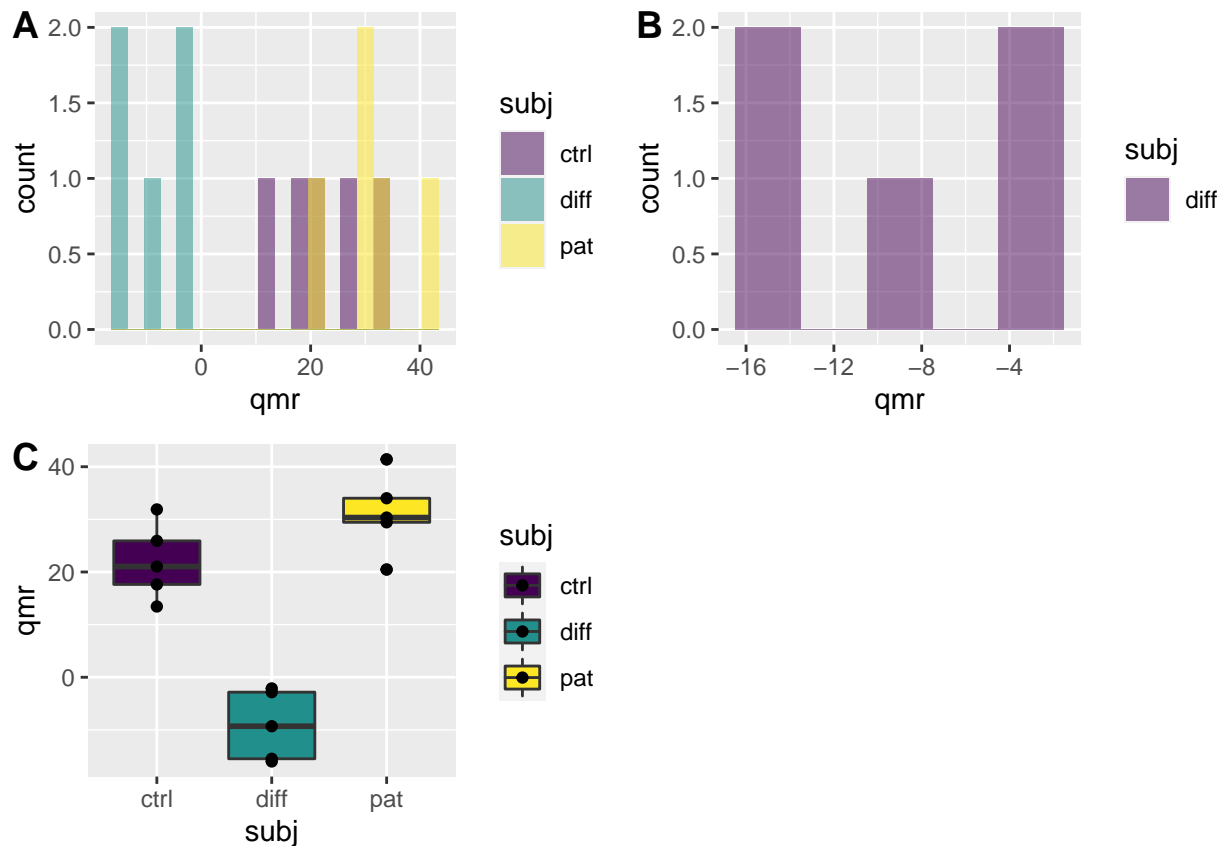 A
2.0
1.5
1.0
0.5
0.0
count
0 20 40
qmr
subj
ctrl
diff
pat
B
2.0
1.5
1.0
0.5
0.0
count
−16 −12 −8 −4
qmr
subj
diff
C
40
20
0
qmr
ctrl diff pat
subj
subj
ctrl
diff
pat